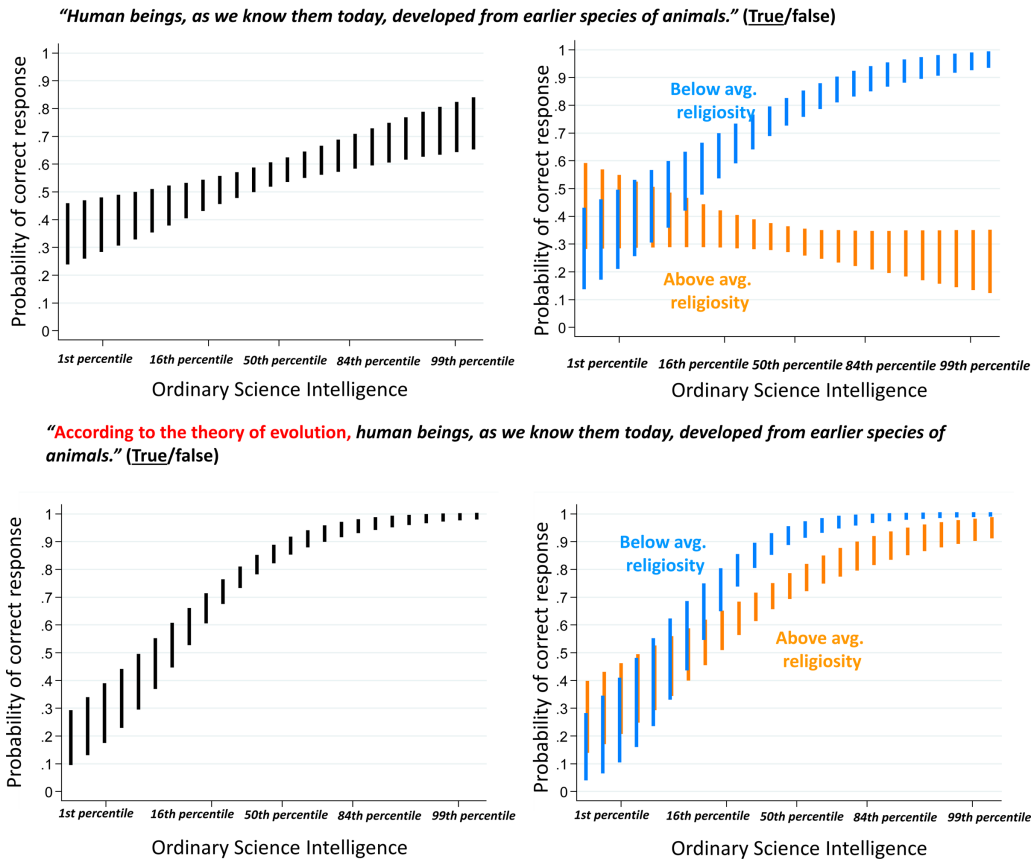 “Human beings, as we know them today, developed from earlier species of animals.” (True/false)
Probability of correct response
1
.9
.8
.7
.6
.5
.4
.3
.2
.1
0
1st percentile
16th percentile
50th percentile
84th percentile
99th percentile
Ordinary Science Intelligence
Probability of correct response
1
.9
.8
.7
.6
.5
.4
.3
.2
.1
0
Below avg.
religiosity
Above avg.
religiosity
1st percentile
16th percentile
50th percentile
84th percentile
99th percentile
Ordinary Science Intelligence
“According to the theory of evolution, human beings, as we know them today, developed from earlier species of
animals.” (True/false)
Probability of correct response
1
.9
.8
.7
.6
.5
.4
.3
.2
.1
0
1st percentile
16th percentile
50th percentile
84th percentile
99th percentile
Ordinary Science Intelligence
Probability of correct response
1
.9
.8
.7
.6
.5
.4
.3
.2
.1
0
Below avg.
religiosity
Above avg.
religiosity
1st percentile
16th percentile
50th percentile
84th percentile
99th percentile
Ordinary Science Intelligence